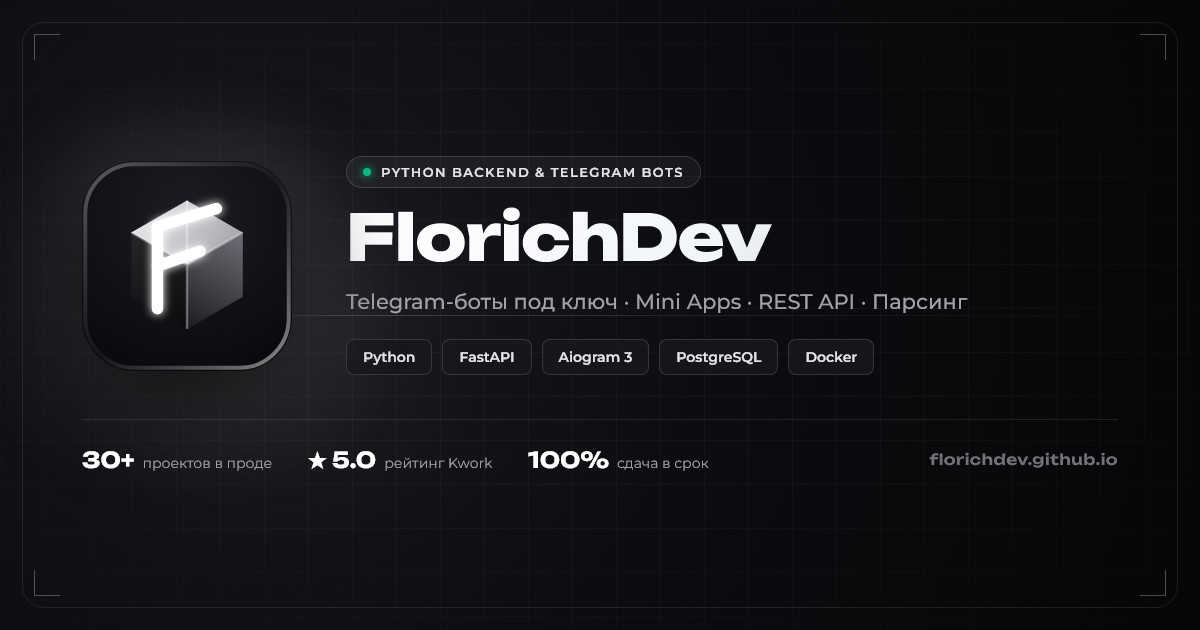 PYTHON BACKEND & TELEGRAM BOTS
F
FlorichDev
Telegram-боты под ключ · Mini Apps · REST API · Парсинг
Python FastAPI Aiogram 3 PostgreSQL Docker
30+ проектов в проде ★ 5.0 рейтинг Kwork 100% сдача в срок florichdev.github.io